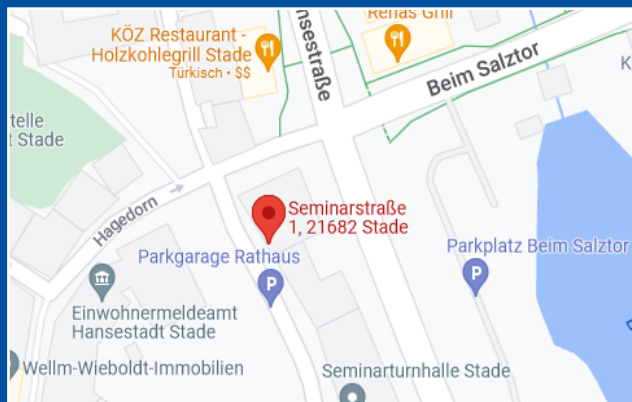 KÖZ Restaurant -
Holzkohlegrill Stade
Türkisch • $$
nsestraße
Renas Grill
Beim Salztor
K
telle
t Stade
Hagedorn
Seminarstraße
1, 21682 Stade
Parkgarage Rathaus
P
Parkplatz Beim Salztor
P
Einwohnermeldeamt
Hansestadt Stade
Wellm-Wieboldt-Immobilien
Seminarturnhalle Stade